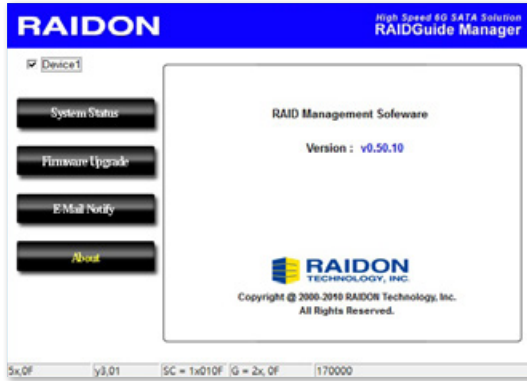 RAIDON
High Speed 6G SATA Solution
RAIDGuide Manager
Device1
System Status
Firmware Upgrade
E-Mail Notify
About
RAID Management Sofeware
Version : v0.50.10
RAIDON
TECHNOLOGY, INC.
Copyright @ 2000-2010 RAIDON Technology, Inc.
All Rights Reserved.
5x,0F y3,01 SC = 1x010F G = 2x, 0F 170000